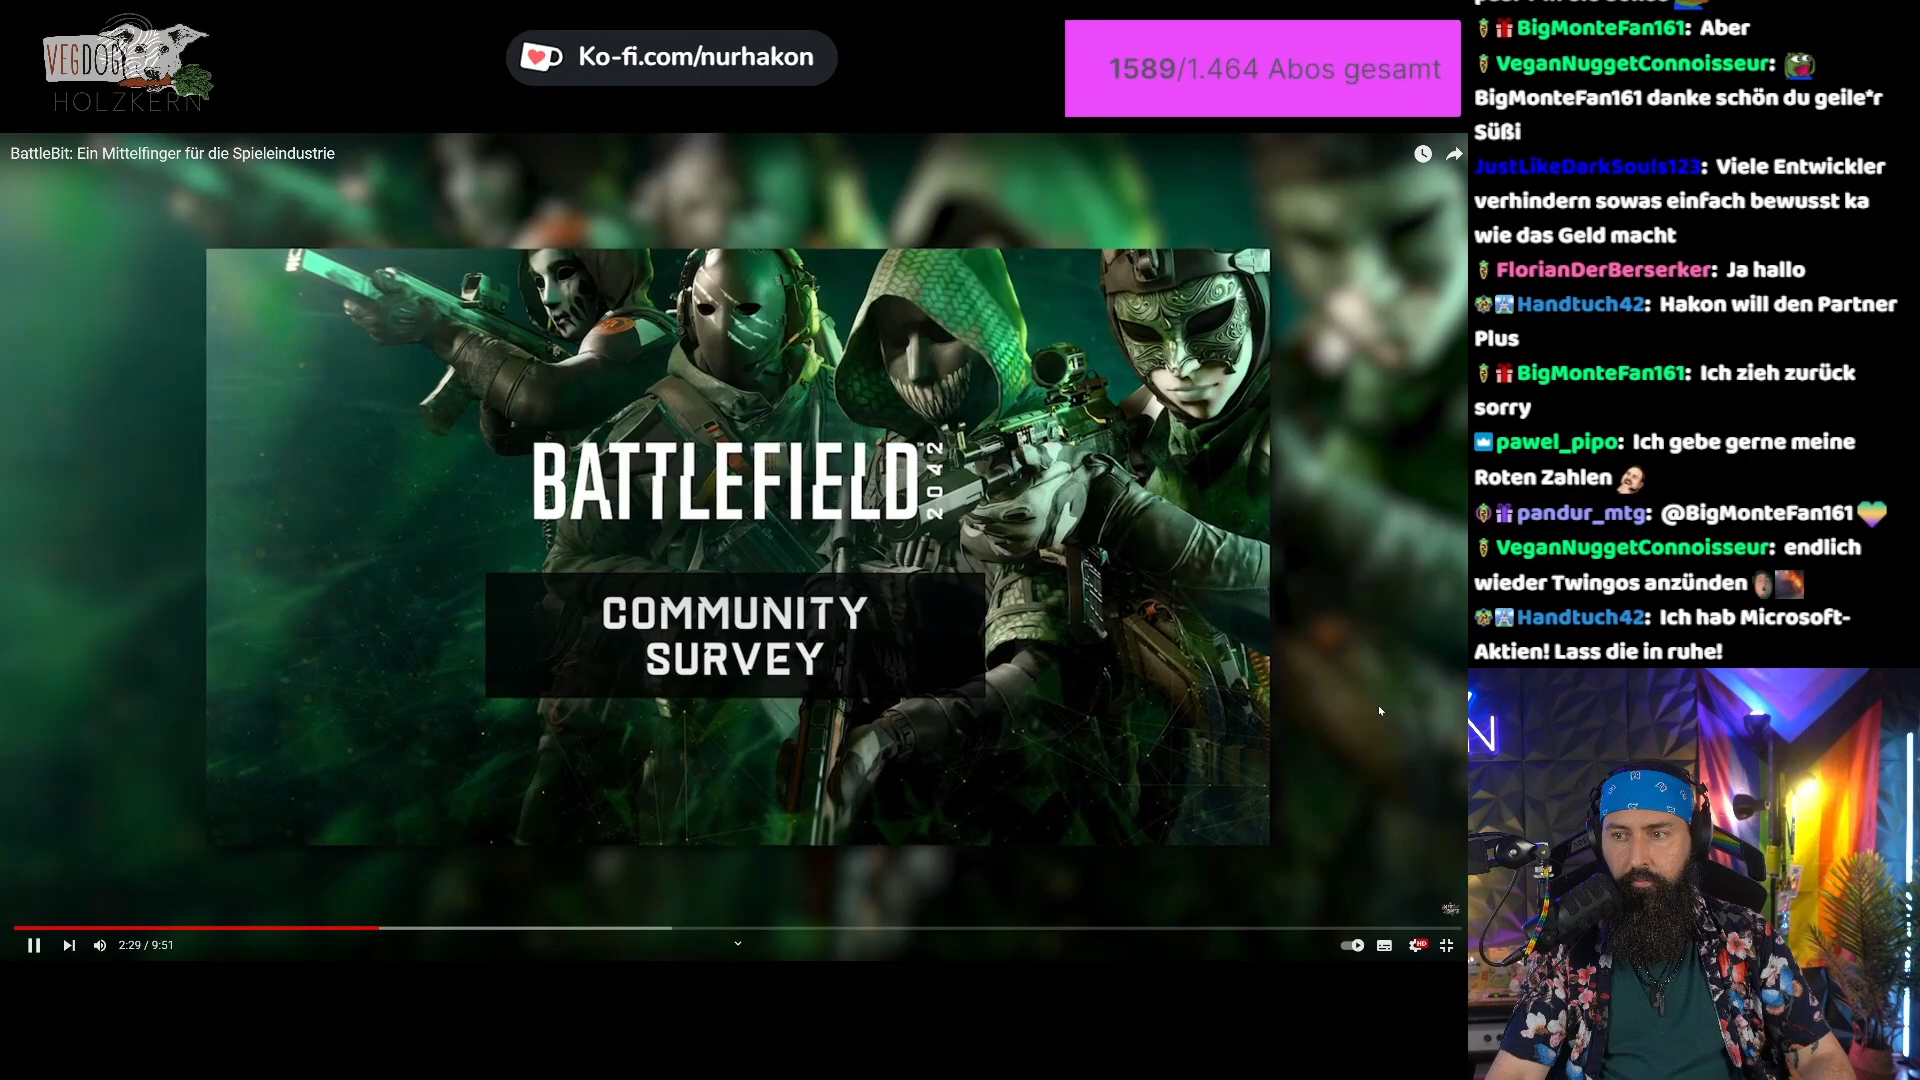 VEGDOG
HOLZKERN
Ko-fi.com/nurhakon
1589/1.464 Abos gesamt
BattleBit: Ein Mittelfinger für die Spieleindustrie
BATTLEFIELD 2042
COMMUNITY
SURVEY
2:29 / 9:51
HD
BigMonteFan161: Aber
VeganNuggetConnoisseur:
BigMonteFan161 danke schön du geile*r
Süßi
JustLikeDarkSouls123: Viele Entwickler
verhindern sowas einfach bewusst ka
wie das Geld macht
FlorianDerBerserker: Ja hallo
Handtuch42: Hakon will den Partner
Plus
BigMonteFan161: Ich zieh zurück
sorry
pawel_pipo: Ich gebe gerne meine
Roten Zahlen
pandur_mtg: @BigMonteFan161
VeganNuggetConnoisseur: endlich
wieder Twingos anzünden
Handtuch42: Ich hab Microsoft-
Aktien! Lass die in ruhe!
N